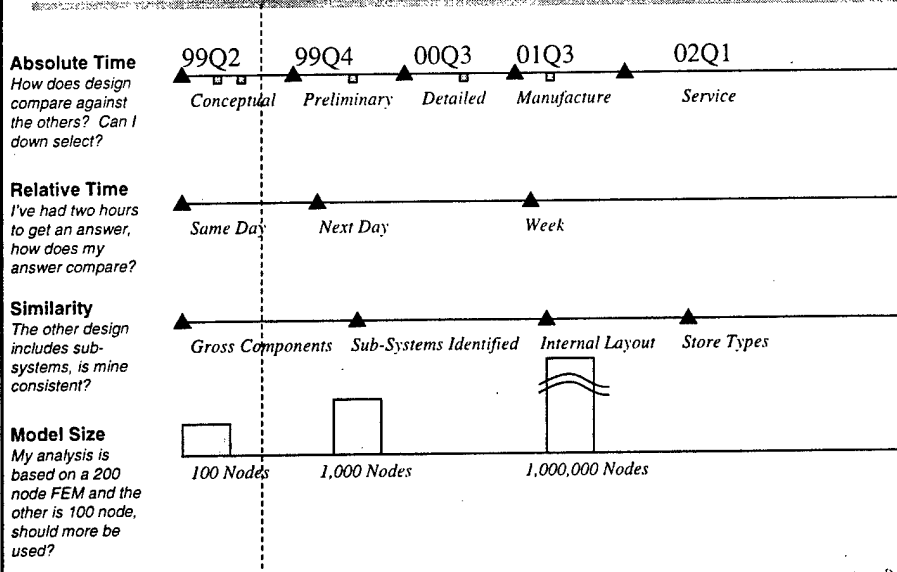 99Q2 99Q4 00Q3 01Q3 02Q1
Absolute Time
How does design
compare against
the others? Can I
down select?
Conceptual Preliminary Detailed Manufacture Service
Relative Time
I've had two hours
to get an answer,
how does my
answer compare?
Same Day Next Day Week
Similarity
The other design
includes sub-
systems, is mine
consistent?
Gross Components Sub-Systems Identified Internal Layout Store Types
Model Size
My analysis is
based on a 200
node FEM and the
other is 100 node,
should more be
used?
100 Nodes 1,000 Nodes 1,000,000 Nodes